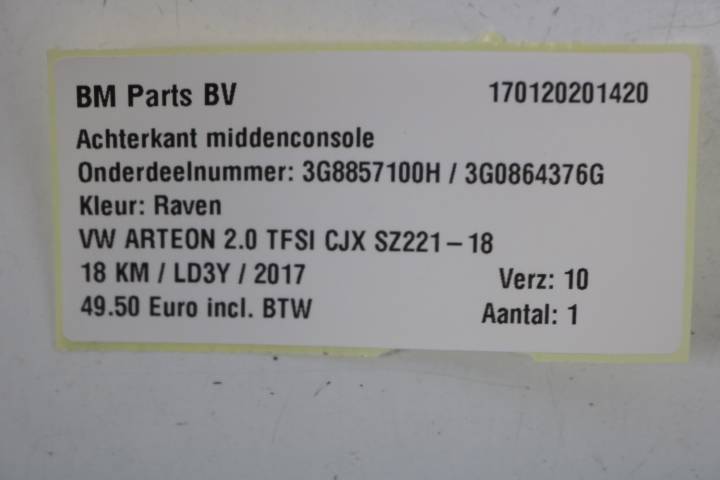 BM Parts BV 170120201420
Achterkant middenconsole
Onderdeelnummer: 3G8857100H / 3G0864376G
Kleur: Raven
VW ARTEON 2.0 TFSI CJX SZ221-18
18 KM / LD3Y / 2017 Verz: 10
49.50 Euro incl. BTW Aantal: 1